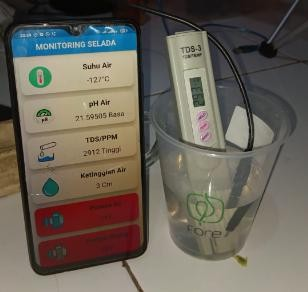 MONITORING SELADA
Suhu Air
-127°C
pH Air
21.59505 Basa
TDS/PPM
2912 Tinggi
Ketinggian Air
3 Cm
TDS-3
fore